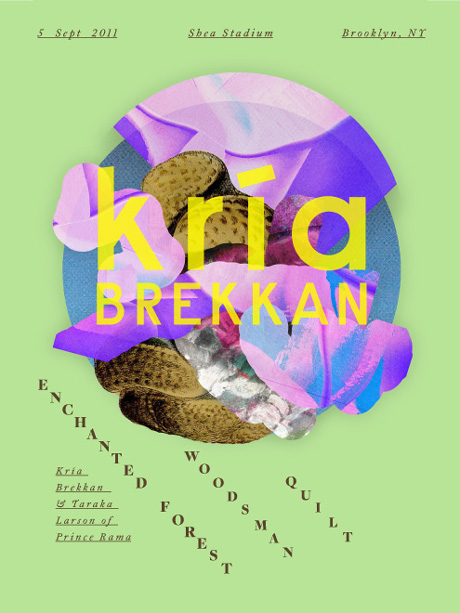 5 Sept 2011 Shea Stadium Brooklyn, NY
kría
BREKKAN
ENCHANTED FOREST
WOODSMAN
QUILT
Kria
Brekkan
& Taraka
Larson of
Prince Rama